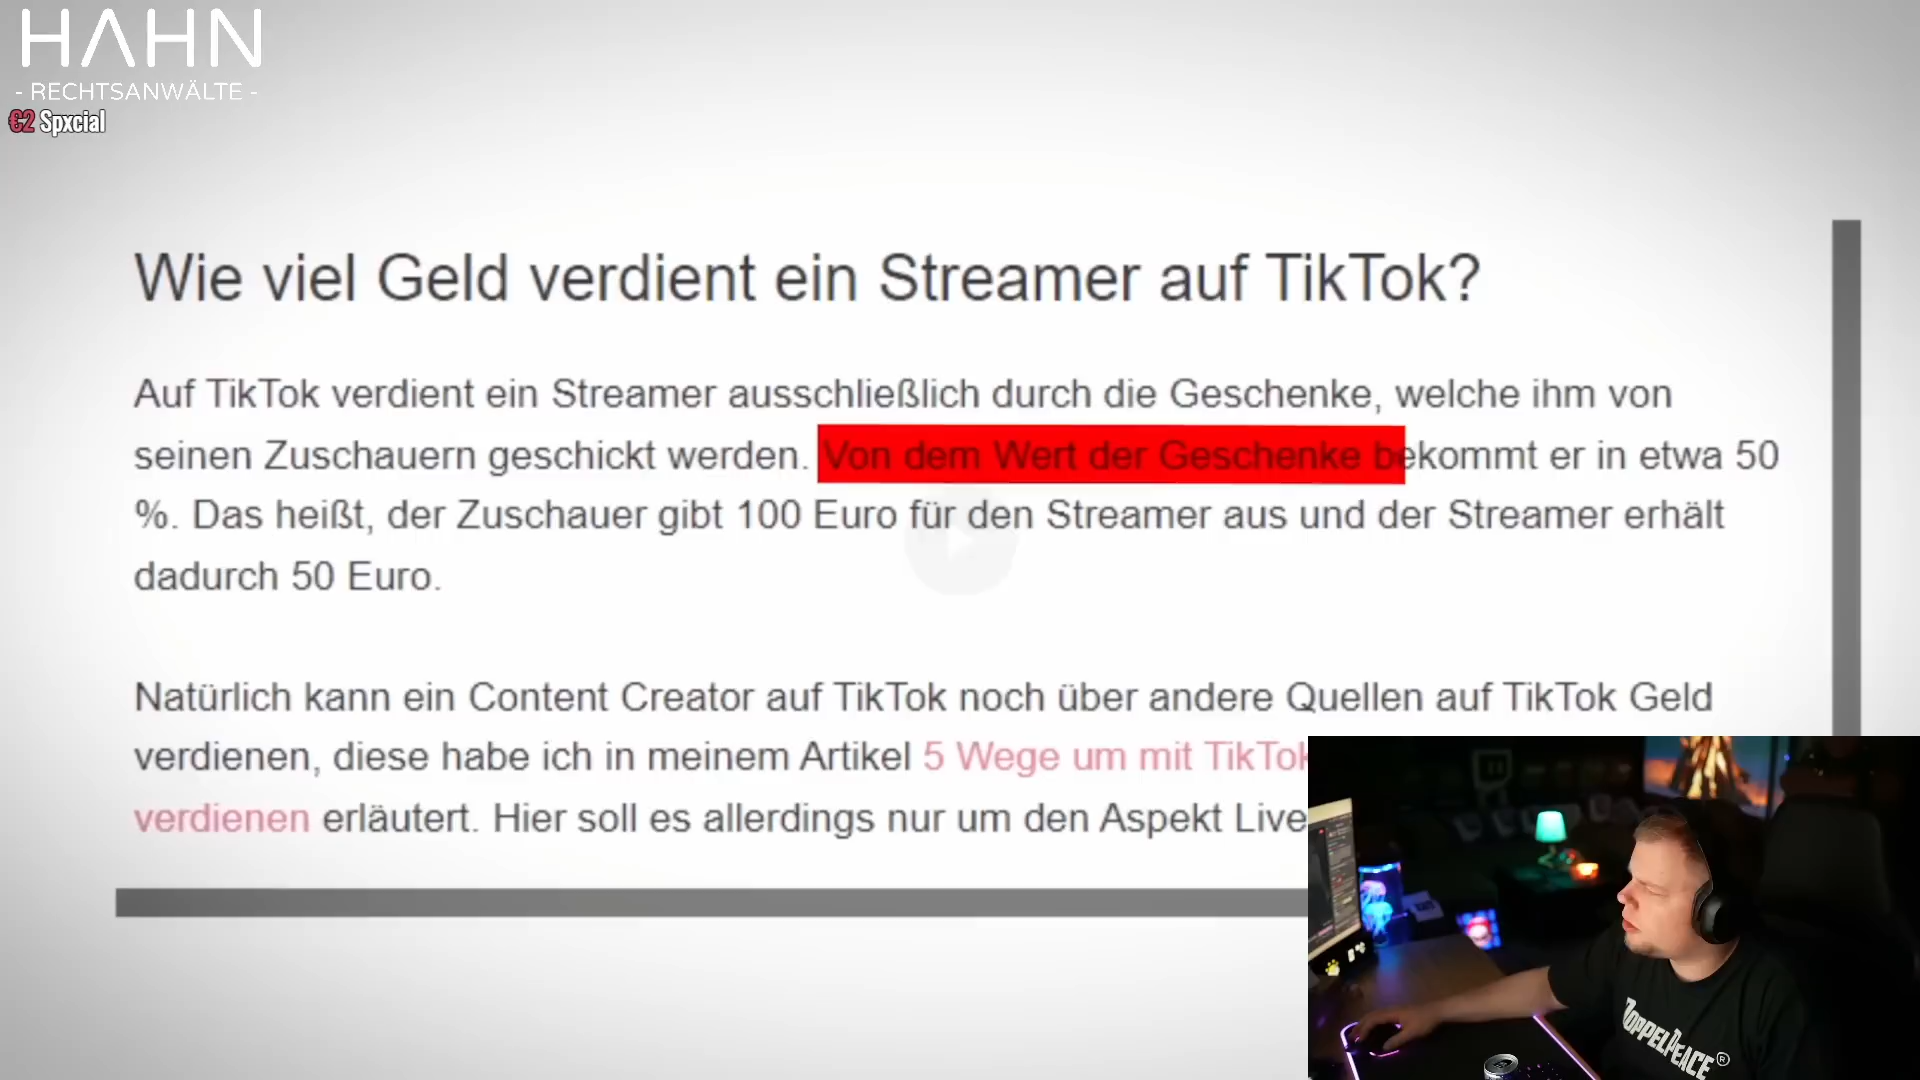 HAHN
- RECHTSANWÄLTE -
€2 Spxcial
Wie viel Geld verdient ein Streamer auf TikTok?
Auf TikTok verdient ein Streamer ausschließlich durch die Geschenke, welche ihm von
seinen Zuschauern geschickt werden. Von dem Wert der Geschenke bekommt er in etwa 50
%. Das heißt, der Zuschauer gibt 100 Euro für den Streamer aus und der Streamer erhält
dadurch 50 Euro.
Natürlich kann ein Content Creator auf TikTok noch über andere Quellen auf TikTok Geld
verdienen, diese habe ich in meinem Artikel 5 Wege um mit TikTok
verdienen erläutert. Hier soll es allerdings nur um den Aspekt Live
DOPPELPEACE®